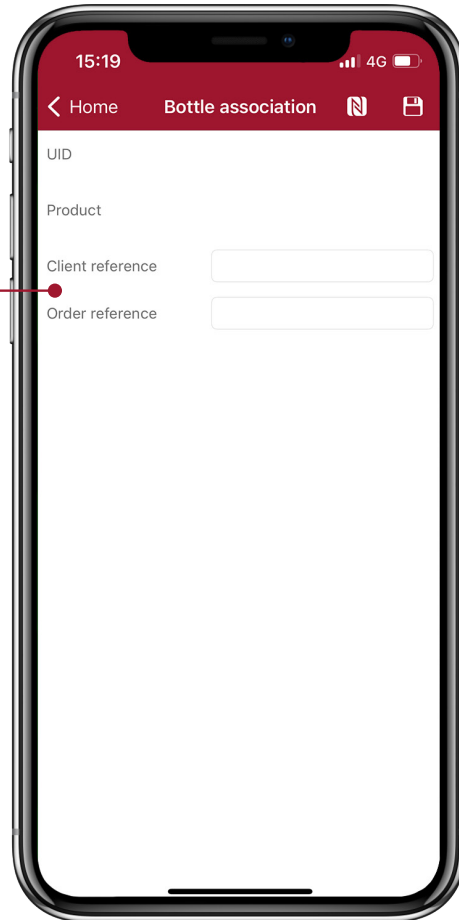 15:19 4G
Home Bottle association
UID
Product
Client reference
Order reference